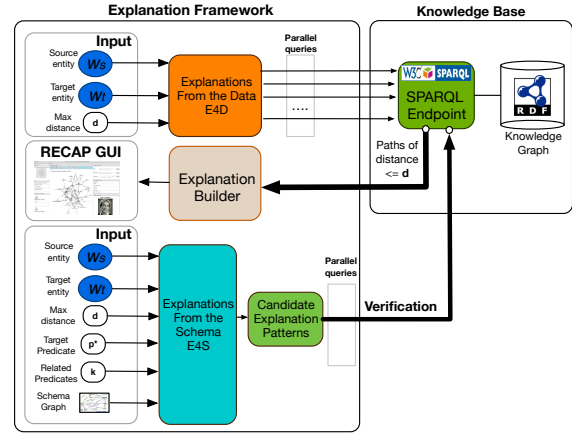 Explanation Framework
Knowledge Base
Input
Source
entity
Ws
Target
entity
Wt
Max
distance
d
Explanations
From the Data
E4D
Parallel
queries
....
W3C SPARQL
SPARQL
Endpoint
RDF
Knowledge
Graph
Paths of
distance
<= d
RECAP GUI
Explanation
Builder
Input
Source
entity
Ws
Target
entity
Wt
Max
distance
d
Target
Predicate
p*
Related
Predicates
k
Schema
Graph
Explanations
From the
Schema
E4S
Candidate
Explanation
Patterns
Parallel
queries
Verification